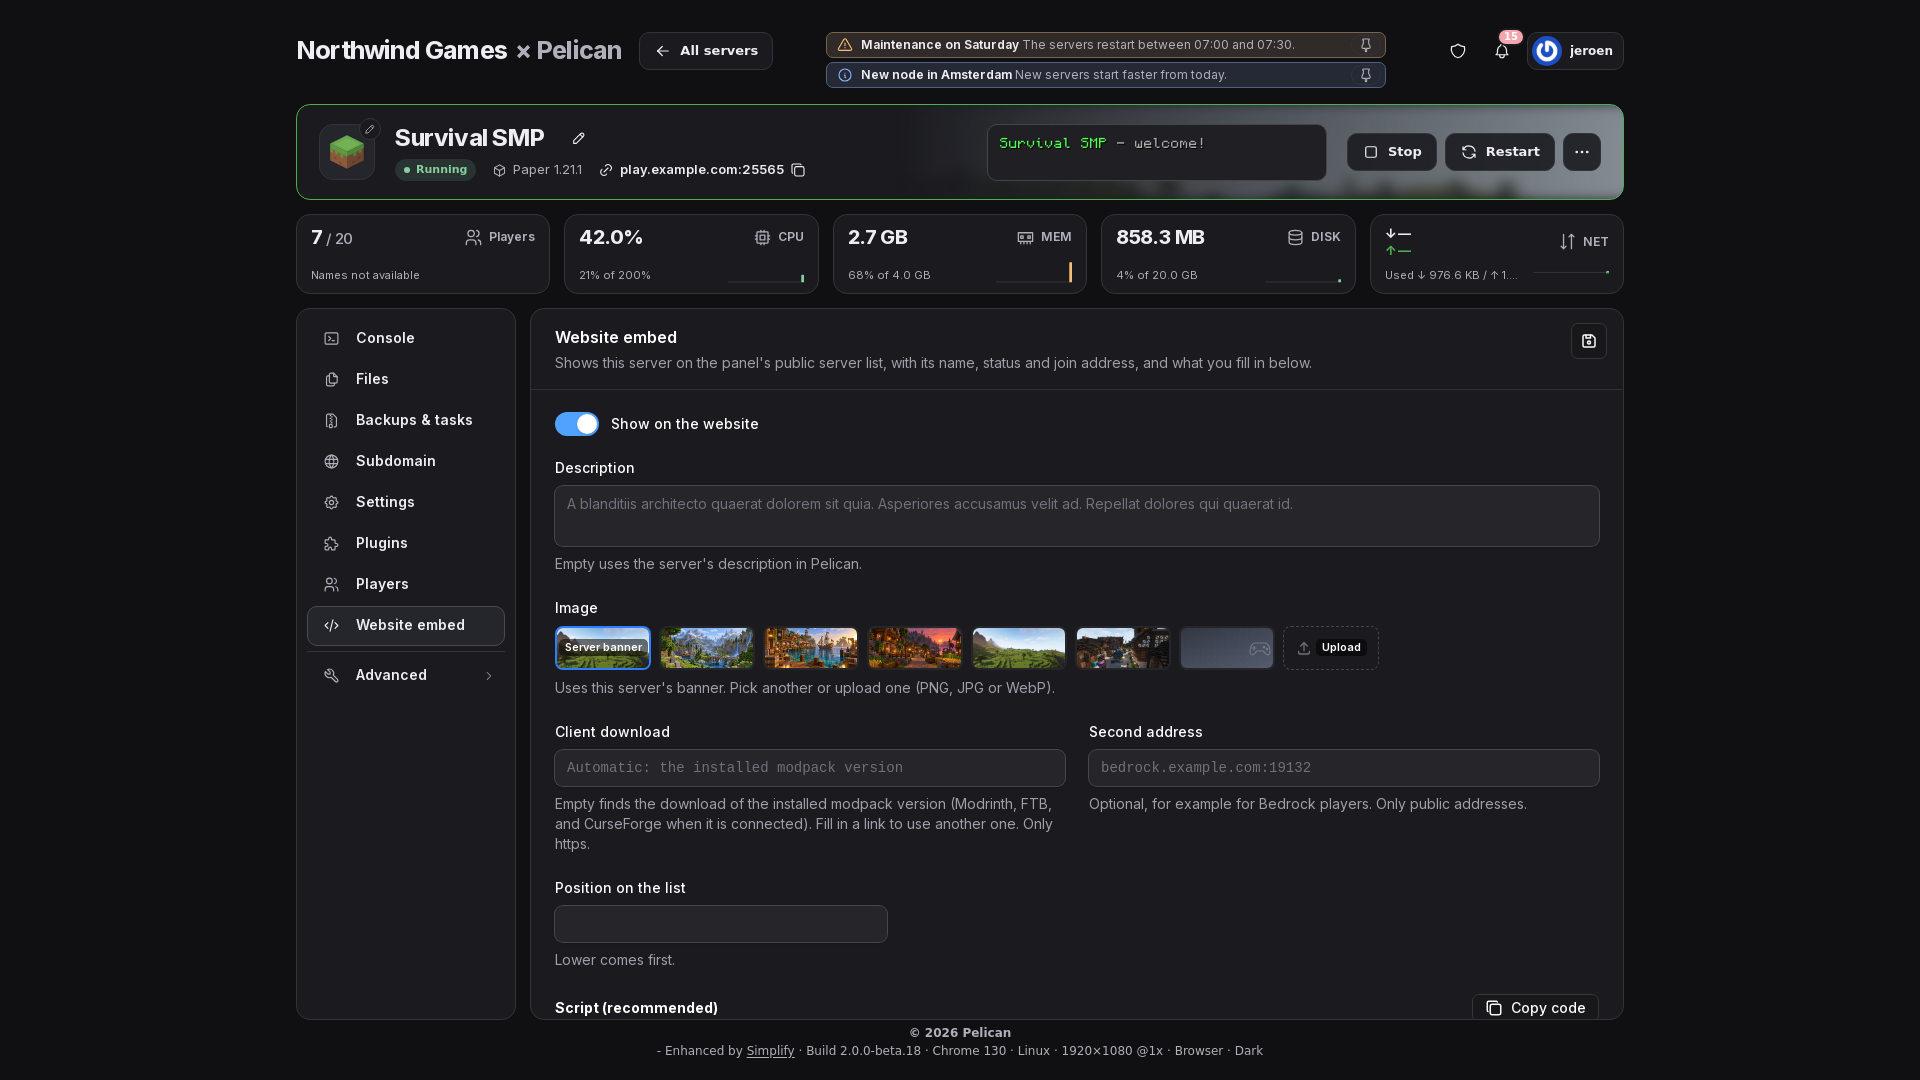 Northwind Games × Pelican
All servers
Maintenance on Saturday The servers restart between 07:00 and 07:30.
New node in Amsterdam New servers start faster from today.
15
jeroen
Survival SMP
Running
Paper 1.21.1
play.example.com:25565
Survival SMP - welcome!
Stop
Restart
7 / 20
Players
Names not available
42.0%
CPU
21% of 200%
2.7 GB
MEM
68% of 4.0 GB
858.3 MB
DISK
4% of 20.0 GB
↓—
↑—
NET
Used ↓ 976.6 KB / ↑ 1....
Console
Files
Backups & tasks
Subdomain
Settings
Plugins
Players
Website embed
Advanced
Website embed
Shows this server on the panel's public server list, with its name, status and join address, and what you fill in below.
Show on the website
Description
A blanditiis architecto quaerat dolorem sit quia. Asperiores accusamus velit ad. Repellat dolores qui quaerat id.
Empty uses the server's description in Pelican.
Image
Server banner
Upload
Uses this server's banner. Pick another or upload one (PNG, JPG or WebP).
Client download
Automatic: the installed modpack version
Empty finds the download of the installed modpack version (Modrinth, FTB,
and CurseForge when it is connected). Fill in a link to use another one. Only
https.
Second address
bedrock.example.com:19132
Optional, for example for Bedrock players. Only public addresses.
Position on the list
Lower comes first.
Script (recommended)
Copy code
© 2026 Pelican
- Enhanced by Simplify · Build 2.0.0-beta.18 · Chrome 130 · Linux · 1920×1080 @1x · Browser · Dark